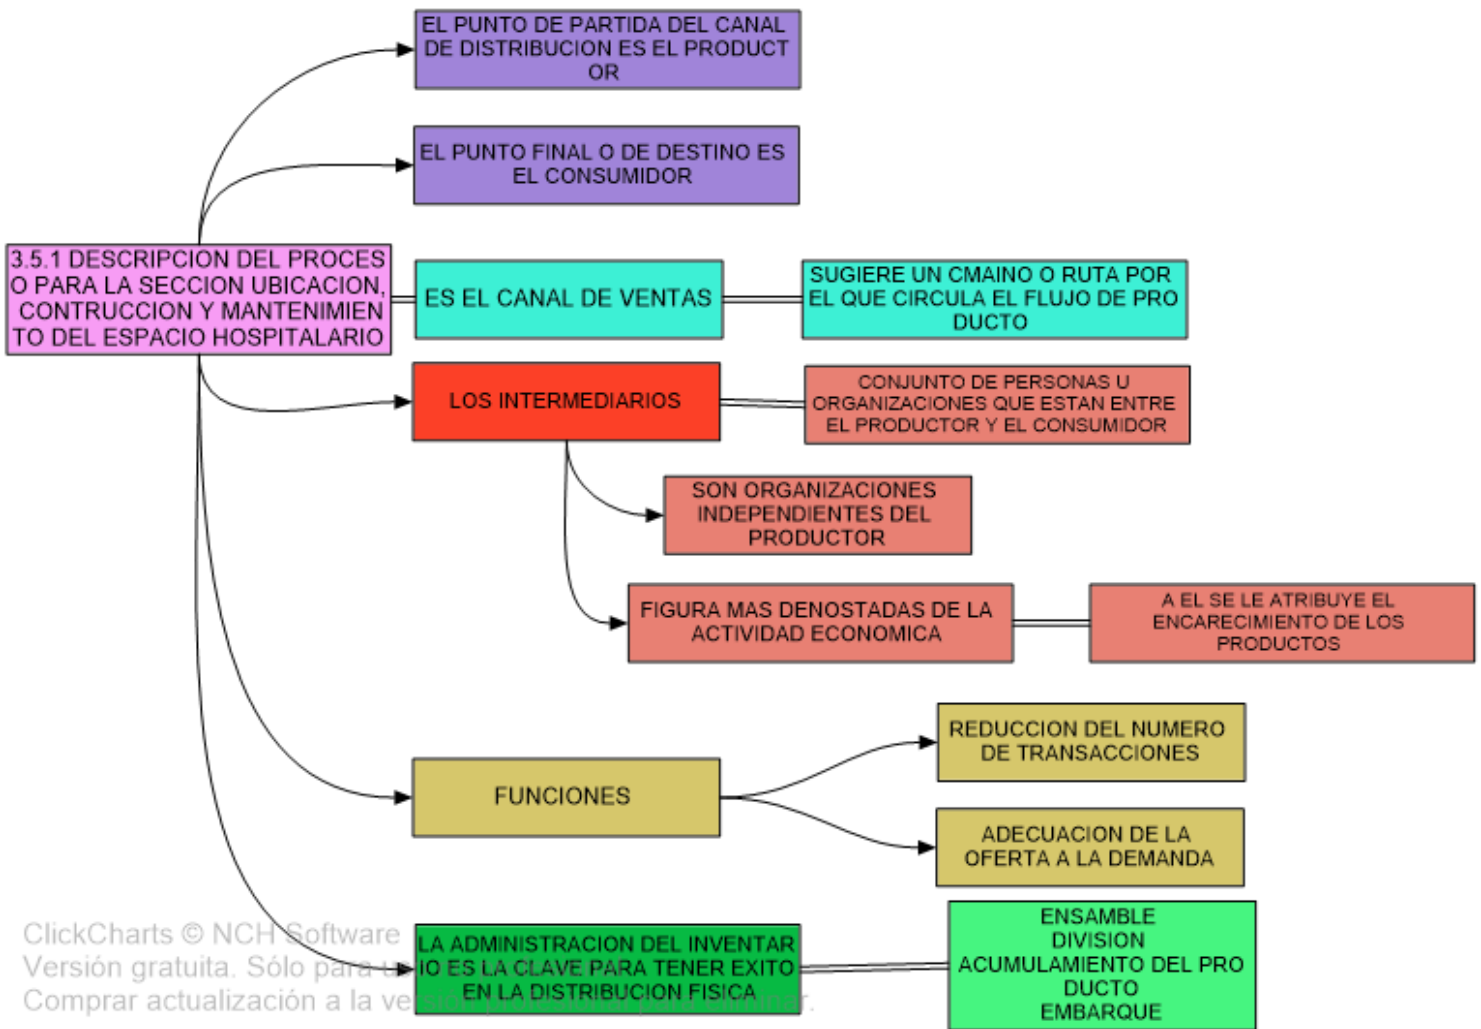 EL PUNTO DE PARTIDA DEL CANAL
DE DISTRIBUCION ES EL PRODUCT
OR
EL PUNTO FINAL O DE DESTINO ES
EL CONSUMIDOR
3.5.1 DESCRIPCION DEL PROCES
O PARA LA SECCION UBICACION,
CONTRUCCION Y MANTENIMIEN
TO DEL ESPACIO HOSPITALARIO
ES EL CANAL DE VENTAS
SUGIERE UN CMAINO O RUTA POR
EL QUE CIRCULA EL FLUJO DE PRO
DUCTO
LOS INTERMEDIARIOS
CONJUNTO DE PERSONAS U
ORGANIZACIONES QUE ESTAN ENTRE
EL PRODUCTOR Y EL CONSUMIDOR
SON ORGANIZACIONES
INDEPENDIENTES DEL
PRODUCTOR
FIGURA MAS DENOSTADAS DE LA
ACTIVIDAD ECONOMICA
A EL SE LE ATRIBUYE EL
ENCARECIMIENTO DE LOS
PRODUCTOS
FUNCIONES
REDUCCION DEL NUMERO
DE TRANSACCIONES
ADECUACION DE LA
OFERTA A LA DEMANDA
LA ADMINISTRACION DEL INVENTAR
IO ES LA CLAVE PARA TENER EXITO
EN LA DISTRIBUCION FISICA
ENSAMBLE
DIVISION
ACUMULAMIENTO DEL PRO
DUCTO
EMBARQUE
ClickCharts © NCH Software
Versión gratuita. Sólo para
Comprar actualización a la